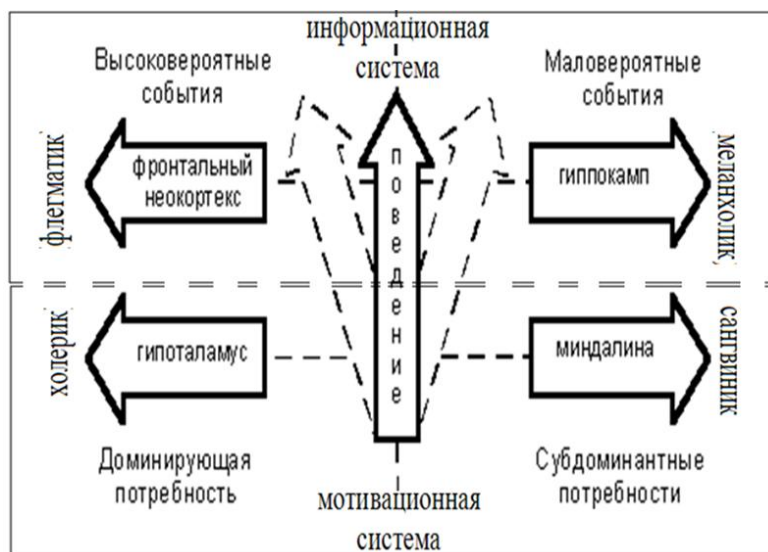 информационная
система
Высоковероятные
события
Маловероятные
события
флегматик
фронтальный
неокортекс
поведение
гиппокамп
меланхолик
холерик
гипоталамус
миндалина
сангвиник
Доминирующая
потребность
Субдоминантные
потребности
мотивационная
система